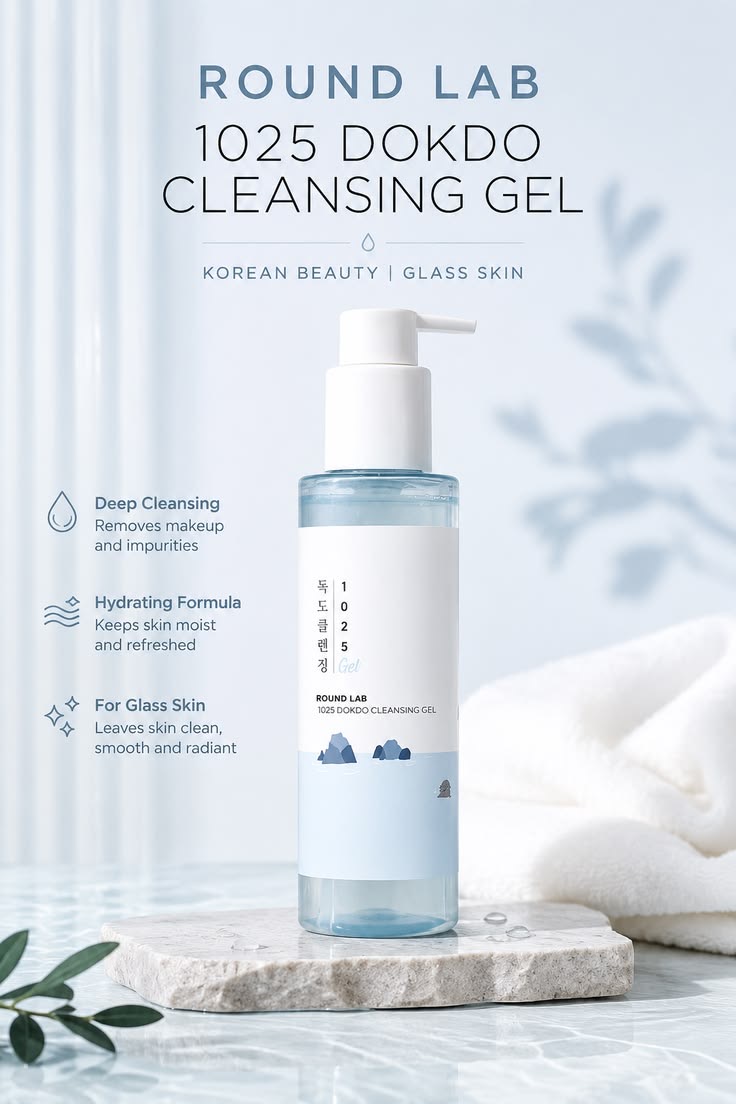 ROUND LAB
1025 DOKDO
CLEANSING GEL
KOREAN BEAUTY | GLASS SKIN
Deep Cleansing
Removes makeup
and impurities
Hydrating Formula
Keeps skin moist
and refreshed
For Glass Skin
Leaves skin clean,
smooth and radiant
독도클렌징
1025 Gel
ROUND LAB
1025 DOKDO CLEANSING GEL